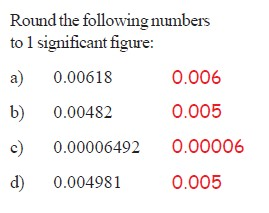 Round the following numbers
to 1 significant figure:
a) 0.00618 0.006
b) 0.00482 0.005
c) 0.00006492 0.00006
d) 0.004981 0.005